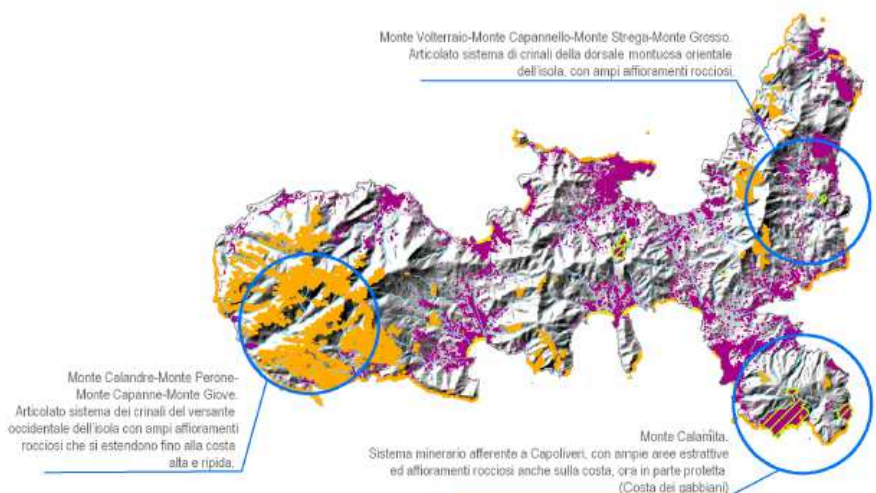 Monte Volterraio-Monte Capannello-Monte Strega-Monte Grosso.
Articolato sistema di crinali della dorsale montuosa orientale
dell'isola, con ampi affioramenti rocciosi.
Monte Calandre-Monte Perone-
Monte Capanne-Monte Giove.
Articolato sistema dei crinali del versante
occidentale dell'isola con ampi affioramenti
rocciosi che si estendono fino alla costa
alta e ripida.
Monte Calamita.
Sistema minerario afferente a Capoliveri, con ampie aree estrattive
ed affioramenti rocciosi anche sulla costa, ora in parte protetta
(Costa dei gabbiani)